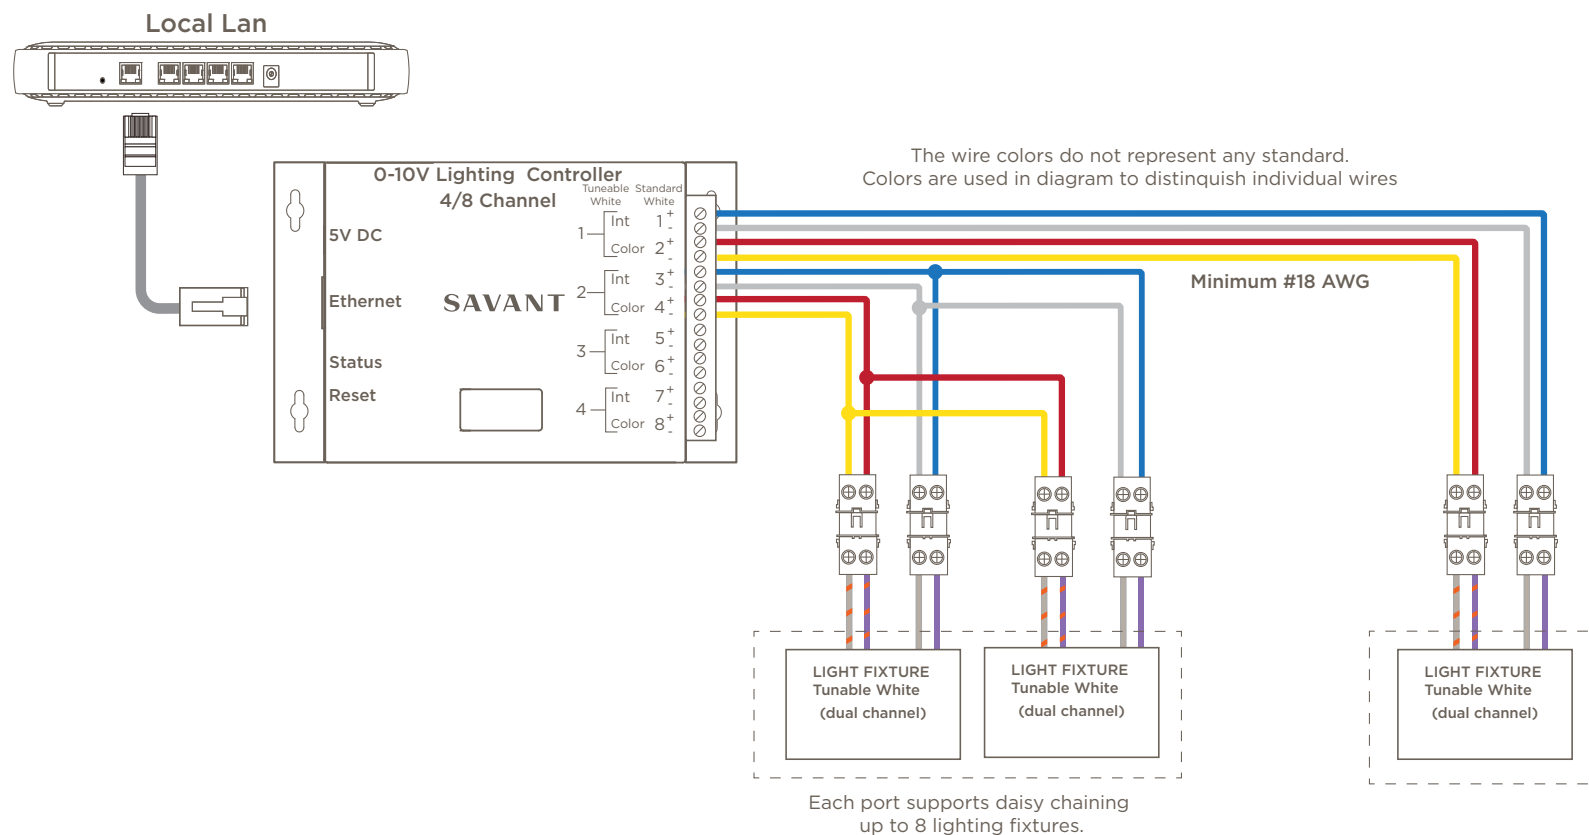 Local Lan
The wire colors do not represent any standard.
Colors are used in diagram to distinquish individual wires
0-10V Lighting Controller
4/8 Channel
Tuneable White
Standard White
5V DC
Ethernet
Status
Reset
SAVANT
1 Int 1 + -
Color 2 + -
2 Int 3 + -
Color 4 + -
3 Int 5 + -
Color 6 + -
4 Int 7 + -
Color 8 + -
Minimum #18 AWG
LIGHT FIXTURE
Tunable White
(dual channel)
LIGHT FIXTURE
Tunable White
(dual channel)
LIGHT FIXTURE
Tunable White
(dual channel)
Each port supports daisy chaining
up to 8 lighting fixtures.